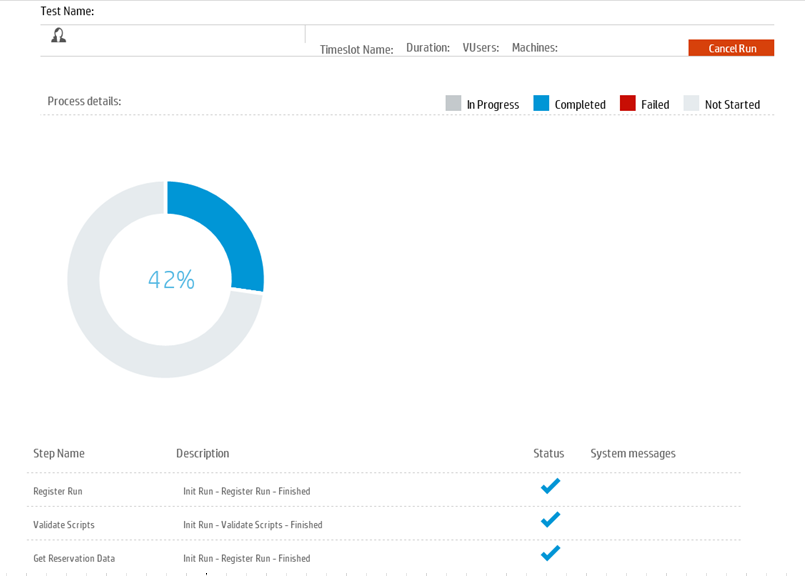 Test Name:
Timeslot Name: Duration: VUsers: Machines: Cancel Run
Process details: In Progress Completed Failed Not Started
42%
Step Name Description Status System messages
Register Run Init Run - Register Run - Finished
Validate Scripts Init Run - Validate Scripts - Finished
Get Reservation Data Init Run - Register Run - Finished